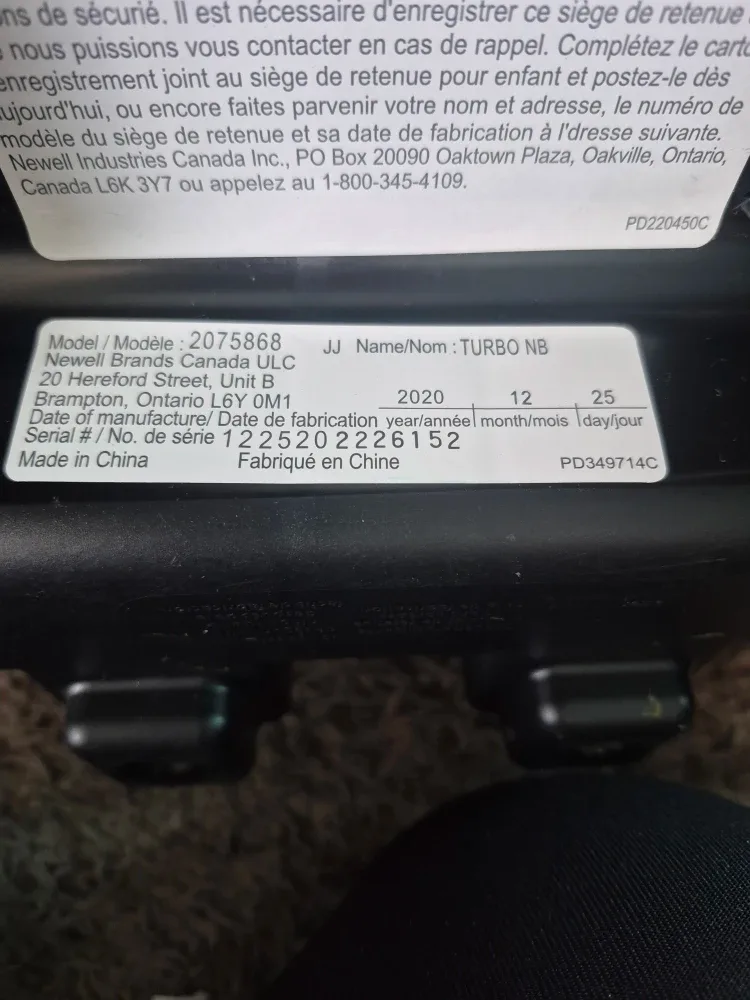 ns de sécurié. Il est nécessaire d'enregistrer ce siège de retenue
nous puissions vous contacter en cas de rappel. Complétez le carto
enregistrement joint au siège de retenue pour enfant et postez-le dès
ujourd'hui, ou encore faites parvenir votre nom et adresse, le numéro de
modèle du siège de retenue et sa date de fabrication à l'dresse suivante.
Newell Industries Canada Inc., PO Box 20090 Oaktown Plaza, Oakville, Ontario,
Canada L6K 3Y7 ou appelez au 1-800-345-4109.
PD220450C
Model / Modèle : 2075868 JJ Name/Nom : TURBO NB
Newell Brands Canada ULC
20 Hereford Street, Unit B
Brampton, Ontario L6Y 0M1 2020 12 25
Date of manufacture/ Date de fabrication year/année month/mois day/jour
Serial # / No. de série 1225202226152
Made in China Fabriqué en Chine PD349714C